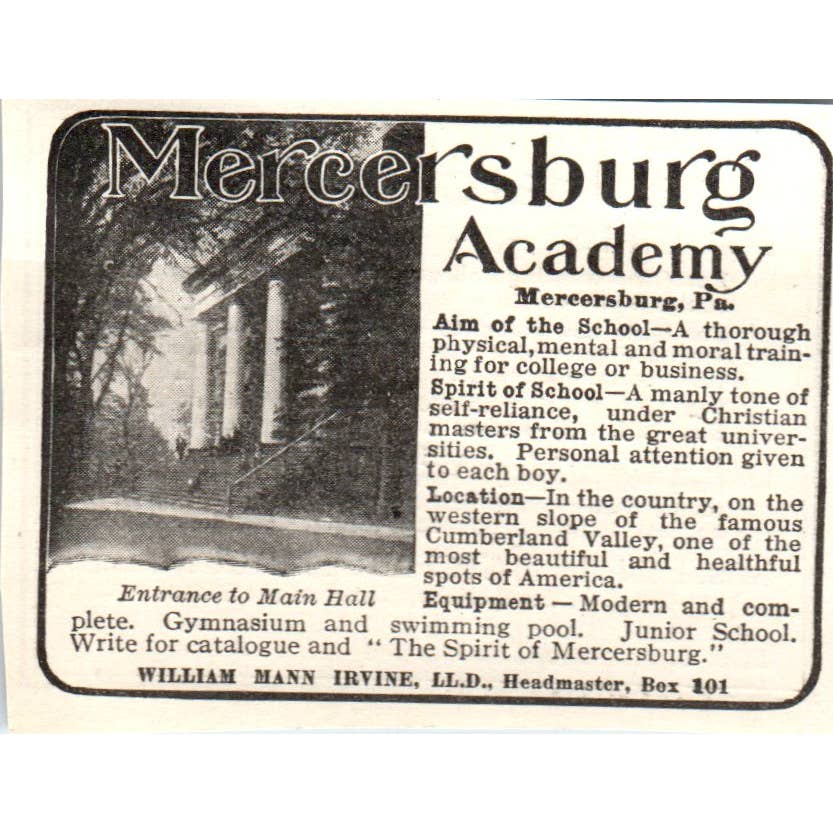 Mercersburg
Academy
Mercersburg, Pa.
Aim of the School—A thorough
physical, mental and moral train-
ing for college or business.
Spirit of School—A manly tone of
self-reliance, under Christian
masters from the great univer-
sities. Personal attention given
to each boy.
Location—In the country, on the
western slope of the famous
Cumberland Valley, one of the
most beautiful and healthful
spots of America.
Entrance to Main Hall
Equipment — Modern and com-
plete. Gymnasium and swimming pool. Junior School.
Write for catalogue and "The Spirit of Mercersburg."
WILLIAM MANN IRVINE, LL.D., Headmaster, Box 101